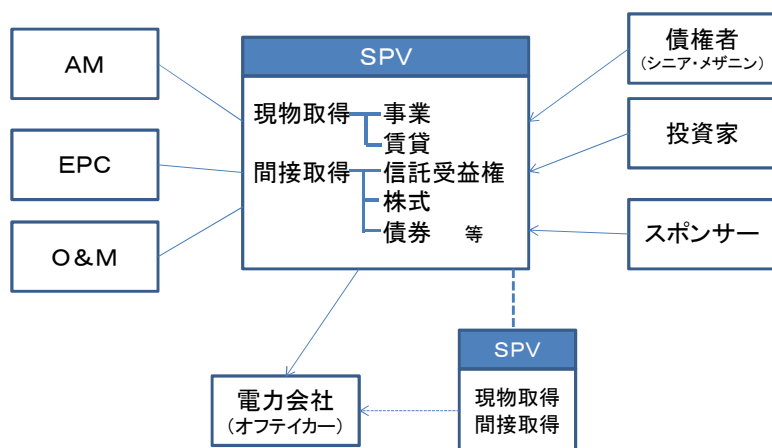 AM
EPC
O&M
SPV
現物取得 事業
賃貸
間接取得 信託受益権
株式
債券 等
債権者
(シニア・メザニン)
投資家
スポンサー
電力会社
(オフテイカー)
SPV
現物取得
間接取得